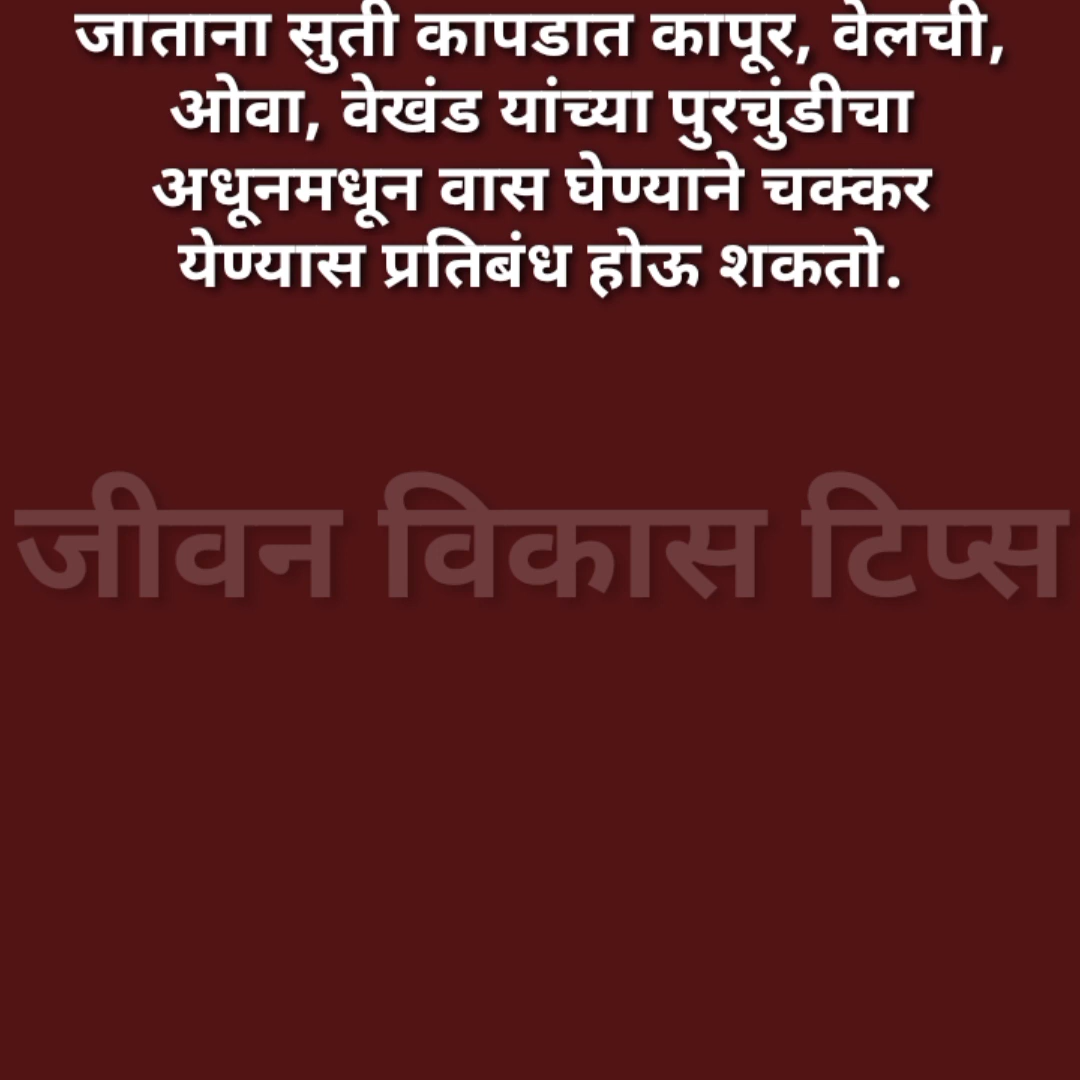 जाताना सुती कापडात कापूर, वेलची,
ओवा, वेखंड यांच्या पुरचुंडीचा
अधूनमधून वास घेण्याने चक्कर
येण्यास प्रतिबंध होऊ शकतो.
जीवन विकास टिप्स